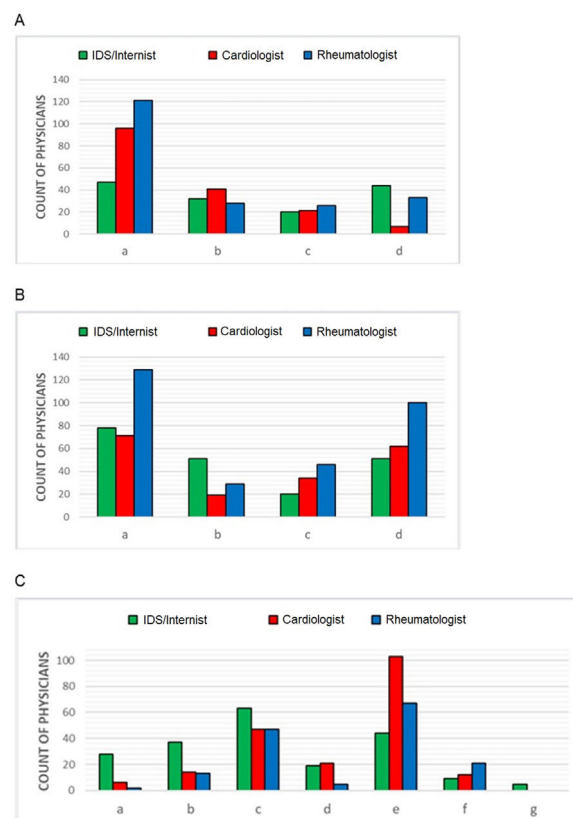 A
IDS/Internist Cardiologist Rheumatologist
COUNT OF PHYSICIANS
140
120
100
80
60
40
20
0
a b c d
B
IDS/Internist Cardiologist Rheumatologist
COUNT OF PHYSICIANS
140
120
100
80
60
40
20
0
a b c d
C
IDS/Internist Cardiologist Rheumatologist
COUNT OF PHYSICIANS
100
80
60
40
20
0
a b c d e f g